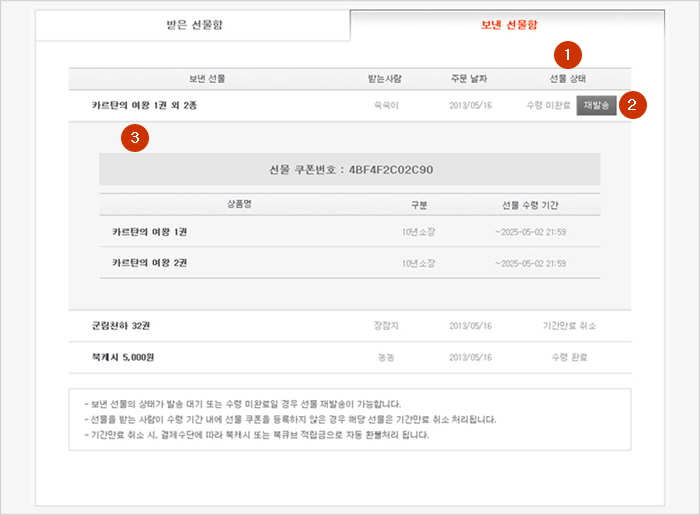 받은 선물함 보낸 선물함
1
보낸 선물 받는사람 주문 날짜 선물 상태
카르탄의 여왕 1권 외 2종 쑥쑥이 2013/05/16 수령 미완료 재발송 2
3
선물 쿠폰번호 : 4BF4F2C02C90
상품명 구분 선물 수령 기간
카르탄의 여왕 1권 10년소장 ~2025-05-02 21:59
카르탄의 여왕 2권 10년소장 ~2025-05-02 21:59
군림천하 32권 2013/05/16 기간만료 취소
북캐시 5,000원 농농 2013/05/16 수령 완료
- 보낸 선물의 상태가 발송 대기 또는 수령 미완료일 경우 선물 재발송이 가능합니다.
- 선물을 받는 사람이 수령 기간 내에 선물 쿠폰을 등록하지 않은 경우 해당 선물은 기간만료 취소 처리됩니다.
- 기간만료 취소 시, 결제수단에 따라 북캐시 또는 북큐브 적립금으로 자동 환불처리 됩니다.